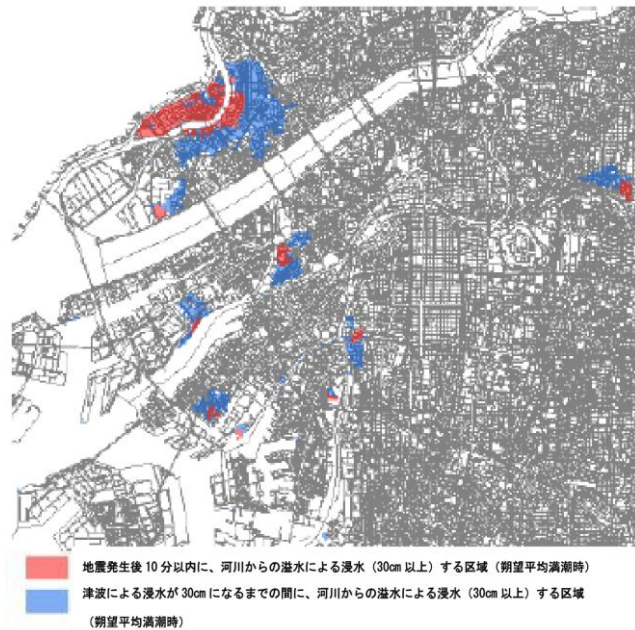 地震発生後10分以内に、河川からの溢水による浸水（30cm以上）する区域（朔望平均満潮時）
津波による浸水が30cmになるまでの間に、河川からの溢水による浸水（30cm以上）する区域
（朔望平均満潮時）